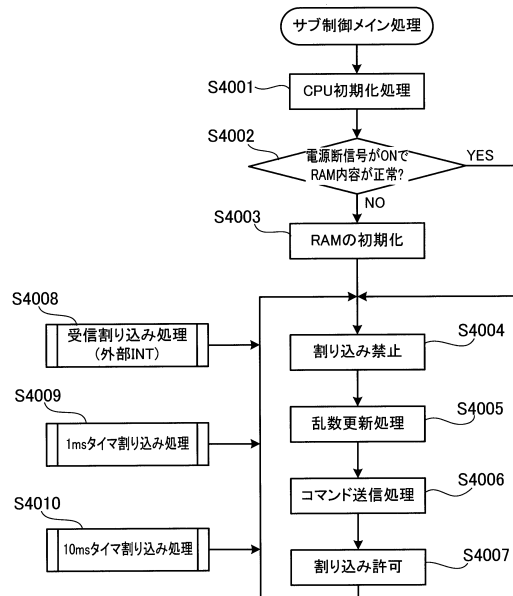 サブ制御メイン処理
S4001
CPU初期化処理
S4002
電源断信号がONで
RAM内容が正常?
YES
NO
S4003
RAMの初期化
S4008
受信割り込み処理
(外部INT)
S4004
割り込み禁止
S4009
1msタイマ割り込み処理
S4005
乱数更新処理
S4006
コマンド送信処理
S4010
10msタイマ割り込み処理
S4007
割り込み許可